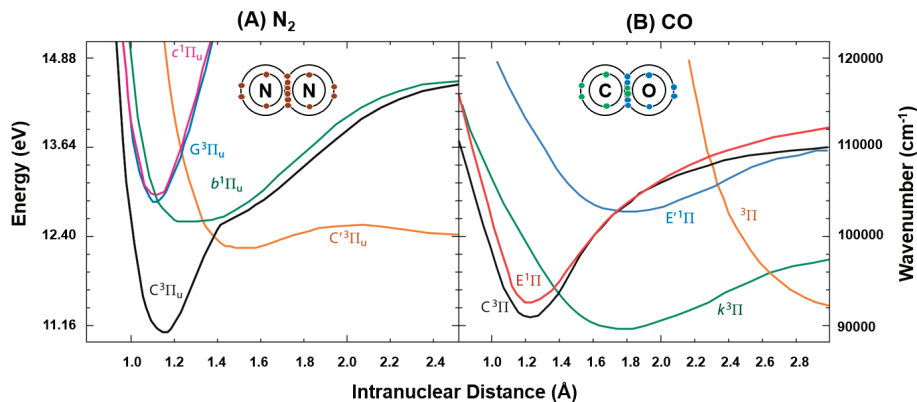 (A) N₂
(B) CO
Energy (eV)
14.88
13.64
12.40
11.16
c¹Πᵤ
G³Πᵤ
b¹Πᵤ
C′³Πᵤ
C³Πᵤ
N N
1.0 1.2 1.4 1.6 1.8 2.0 2.2 2.4
C O
E′¹Π
³Π
E¹Π
C³Π
k³Π
1.0 1.2 1.4 1.6 1.8 2.0 2.2 2.4 2.6 2.8
120000
110000
100000
90000
Wavenumber (cm⁻¹)
Intranuclear Distance (Å)